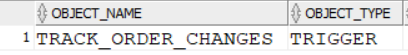 OBJECT_NAME OBJECT_TYPE
1 TRACK_ORDER_CHANGES TRIGGER